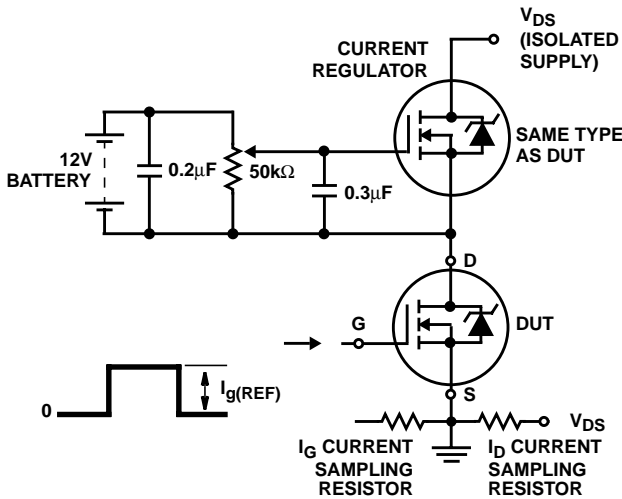 V_DS
(ISOLATED
SUPPLY)
CURRENT
REGULATOR
SAME TYPE
AS DUT
12V
BATTERY
0.2μF
50kΩ
0.3μF
D
DUT
G
I_g(REF)
0
S
V_DS
I_G CURRENT
SAMPLING
RESISTOR
I_D CURRENT
SAMPLING
RESISTOR